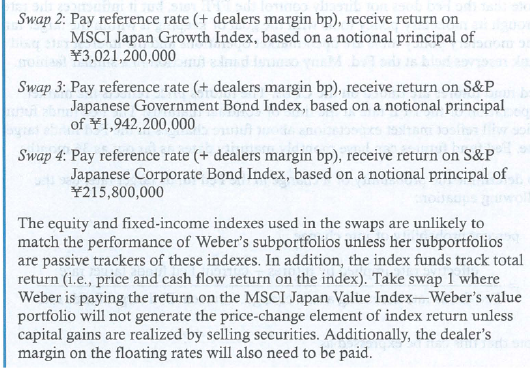 Swap 2: Pay reference rate (+ dealers margin bp), receive return on
MSCI Japan Growth Index, based on a notional principal of
¥3,021,200,000
Swap 3: Pay reference rate (+ dealers margin bp), receive return on S&P
Japanese Government Bond Index, based on a notional principal
of ¥1,942,200,000
Swap 4: Pay reference rate (+ dealers margin bp), receive return on S&P
Japanese Corporate Bond Index, based on a notional principal of
¥215,800,000
The equity and fixed-income indexes used in the swaps are unlikely to
match the performance of Weber's subportfolios unless her subportfolios
are passive trackers of these indexes. In addition, the index funds track total
return (i.e., price and cash flow return on the index). Take swap 1 where
Weber is paying the return on the MSCI Japan Value Index—Weber's value
portfolio will not generate the price-change element of index return unless
capital gains are realized by selling securities. Additionally, the dealer's
margin on the floating rates will also need to be paid.